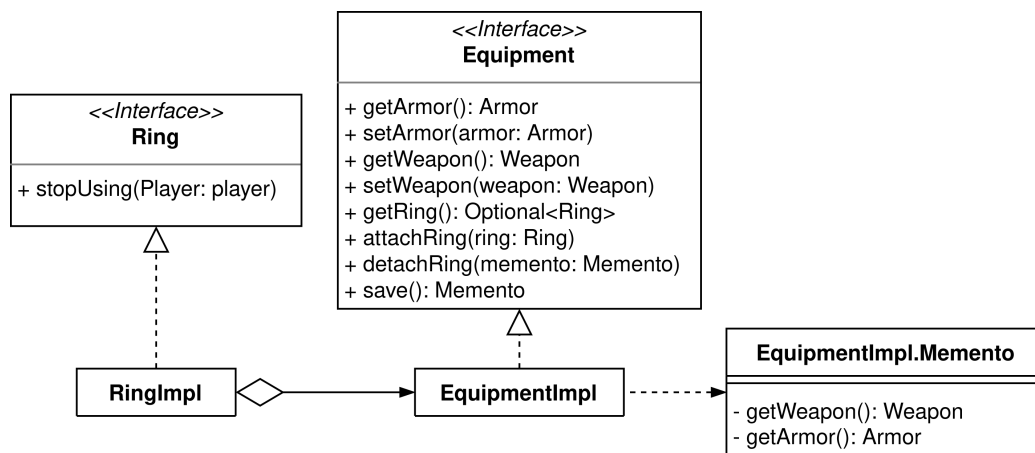 <<Interface>>
Equipment
+ getArmor(): Armor
+ setArmor(armor: Armor)
+ getWeapon(): Weapon
+ setWeapon(weapon: Weapon)
+ getRing(): Optional<Ring>
+ attachRing(ring: Ring)
+ detachRing(memento: Memento)
+ save(): Memento
<<Interface>>
Ring
+ stopUsing(Player: player)
RingImpl
EquipmentImpl
EquipmentImpl.Memento
- getWeapon(): Weapon
- getArmor(): Armor